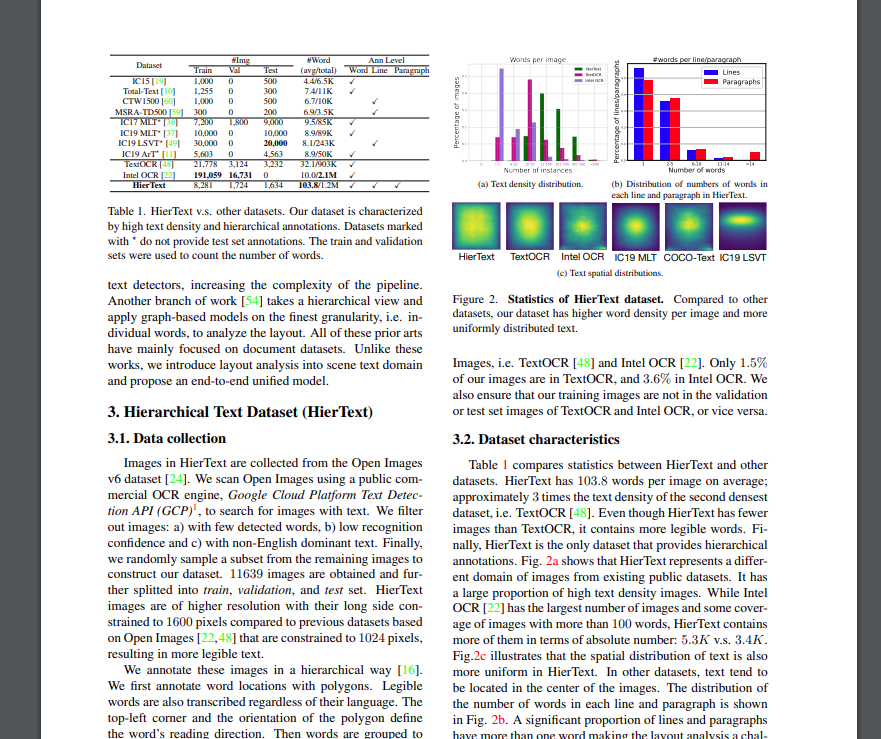 Dataset #Img #Word Ann Level
Train Val Test (avg/total) Word Line Paragraph
IC15 [19] 1,000 0 500 4.4/6.5K ✓
Total-Text [10] 1,255 0 300 7.4/11K ✓
CTW1500 [60] 1,000 0 500 6.7/10K ✓
MSRA-TD500 [59] 300 0 200 6.9/3.5K ✓
IC17 MLT* [38] 7,200 1,800 9,000 9.5/85K ✓
IC19 MLT* [37] 10,000 0 10,000 8.9/89K ✓
IC19 LSVT* [49] 30,000 0 20,000 8.1/243K ✓
IC19 ArT* [11] 5,603 0 4,563 8.9/50K ✓
TextOCR [48] 21,778 3,124 3,232 32.1/903K ✓
Intel OCR [22] 191,059 16,731 0 10.0/2.1M ✓
HierText 8,281 1,724 1,634 103.8/1.2M ✓ ✓ ✓
Table 1. HierText v.s. other datasets. Our dataset is characterized
by high text density and hierarchical annotations. Datasets marked
with * do not provide test set annotations. The train and validation
sets were used to count the number of words.
text detectors, increasing the complexity of the pipeline.
Another branch of work [54] takes a hierarchical view and
apply graph-based models on the finest granularity, i.e. in-
dividual words, to analyze the layout. All of these prior arts
have mainly focused on document datasets. Unlike these
works, we introduce layout analysis into scene text domain
and propose an end-to-end unified model.
3. Hierarchical Text Dataset (HierText)
3.1. Data collection
Images in HierText are collected from the Open Images
v6 dataset [24]. We scan Open Images using a public com-
mercial OCR engine, Google Cloud Platform Text Detec-
tion API (GCP)1, to search for images with text. We filter
out images: a) with few detected words, b) low recognition
confidence and c) with non-English dominant text. Finally,
we randomly sample a subset from the remaining images to
construct our dataset. 11639 images are obtained and fur-
ther splitted into train, validation, and test set. HierText
images are of higher resolution with their long side con-
strained to 1600 pixels compared to previous datasets based
on Open Images [22,48] that are constrained to 1024 pixels,
resulting in more legible text.
We annotate these images in a hierarchical way [16].
We first annotate word locations with polygons. Legible
words are also transcribed regardless of their language. The
top-left corner and the orientation of the polygon define
the word's reading direction. Then words are grouped to
Words per image
HierText
TextOCR
Intel OCR
Percentage of images
Number of instances
(a) Text density distribution.
#words per line/paragraph
Lines
Paragraphs
Percentage of lines/paragraphs
1 2-5 6-10 11-14 >14
Number of words
(b) Distribution of numbers of words in
each line and paragraph in HierText.
HierText TextOCR Intel OCR IC19 MLT COCO-Text IC19 LSVT
(c) Text spatial distributions.
Figure 2. Statistics of HierText dataset. Compared to other
datasets, our dataset has higher word density per image and more
uniformly distributed text.
Images, i.e. TextOCR [48] and Intel OCR [22]. Only 1.5%
of our images are in TextOCR, and 3.6% in Intel OCR. We
also ensure that our training images are not in the validation
or test set images of TextOCR and Intel OCR, or vice versa.
3.2. Dataset characteristics
Table 1 compares statistics between HierText and other
datasets. HierText has 103.8 words per image on average;
approximately 3 times the text density of the second densest
dataset, i.e. TextOCR [48]. Even though HierText has fewer
images than TextOCR, it contains more legible words. Fi-
nally, HierText is the only dataset that provides hierarchical
annotations. Fig. 2a shows that HierText represents a differ-
ent domain of images from existing public datasets. It has
a large proportion of high text density images. While Intel
OCR [22] has the largest number of images and some cover-
age of images with more than 100 words, HierText contains
more of them in terms of absolute number: 5.3K v.s. 3.4K.
Fig.2c illustrates that the spatial distribution of text is also
more uniform in HierText. In other datasets, text tend to
be located in the center of the images. The distribution of
the number of words in each line and paragraph is shown
in Fig. 2b. A significant proportion of lines and paragraphs
have more than one word making the layout analysis a chal-